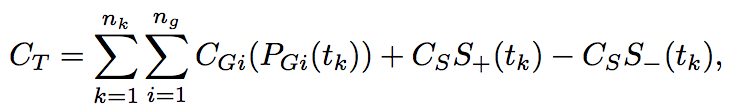 C_T = \sum_{k=1}^{n_k} \sum_{i=1}^{n_g} C_{Gi}(P_{Gi}(t_k)) + C_S S_+(t_k) - C_S S_-(t_k),